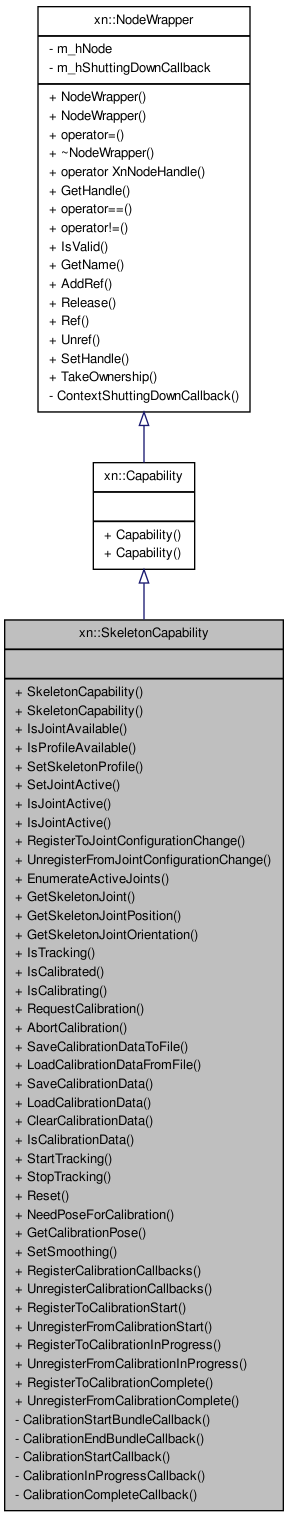 xn::NodeWrapper
- m_hNode
- m_hShuttingDownCallback
+ NodeWrapper()
+ NodeWrapper()
+ operator=()
+ ~NodeWrapper()
+ operator XnNodeHandle()
+ GetHandle()
+ operator==()
+ operator!=()
+ IsValid()
+ GetName()
+ AddRef()
+ Release()
+ Ref()
+ Unref()
+ SetHandle()
+ TakeOwnership()
- ContextShuttingDownCallback()
xn::Capability
+ Capability()
+ Capability()
xn::SkeletonCapability
+ SkeletonCapability()
+ SkeletonCapability()
+ IsJointAvailable()
+ IsProfileAvailable()
+ SetSkeletonProfile()
+ SetJointActive()
+ IsJointActive()
+ IsJointActive()
+ RegisterToJointConfigurationChange()
+ UnregisterFromJointConfigurationChange()
+ EnumerateActiveJoints()
+ GetSkeletonJoint()
+ GetSkeletonJointPosition()
+ GetSkeletonJointOrientation()
+ IsTracking()
+ IsCalibrated()
+ IsCalibrating()
+ RequestCalibration()
+ AbortCalibration()
+ SaveCalibrationDataToFile()
+ LoadCalibrationDataFromFile()
+ SaveCalibrationData()
+ LoadCalibrationData()
+ ClearCalibrationData()
+ IsCalibrationData()
+ StartTracking()
+ StopTracking()
+ Reset()
+ NeedPoseForCalibration()
+ GetCalibrationPose()
+ SetSmoothing()
+ RegisterCalibrationCallbacks()
+ UnregisterCalibrationCallbacks()
+ RegisterToCalibrationStart()
+ UnregisterFromCalibrationStart()
+ RegisterToCalibrationInProgress()
+ UnregisterFromCalibrationInProgress()
+ RegisterToCalibrationComplete()
+ UnregisterFromCalibrationComplete()
- CalibrationStartBundleCallback()
- CalibrationEndBundleCallback()
- CalibrationStartCallback()
- CalibrationInProgressCallback()
- CalibrationCompleteCallback()